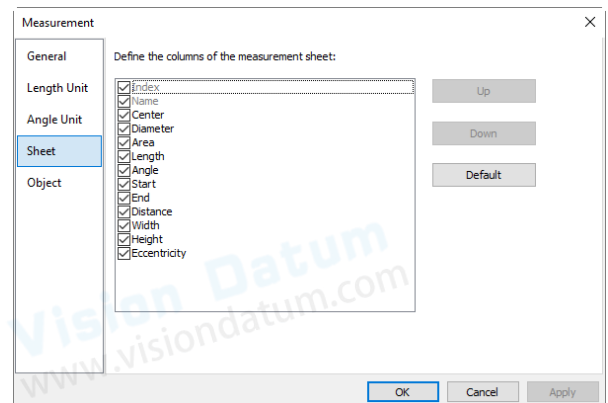 Measurement
General
Length Unit
Angle Unit
Sheet
Object
Define the columns of the measurement sheet:
Index
Name
Center
Diameter
Area
Length
Angle
Start
End
Distance
Width
Height
Eccentricity
Up
Down
Default
Vision Datum
www.visiondatum.com
OK
Cancel
Apply